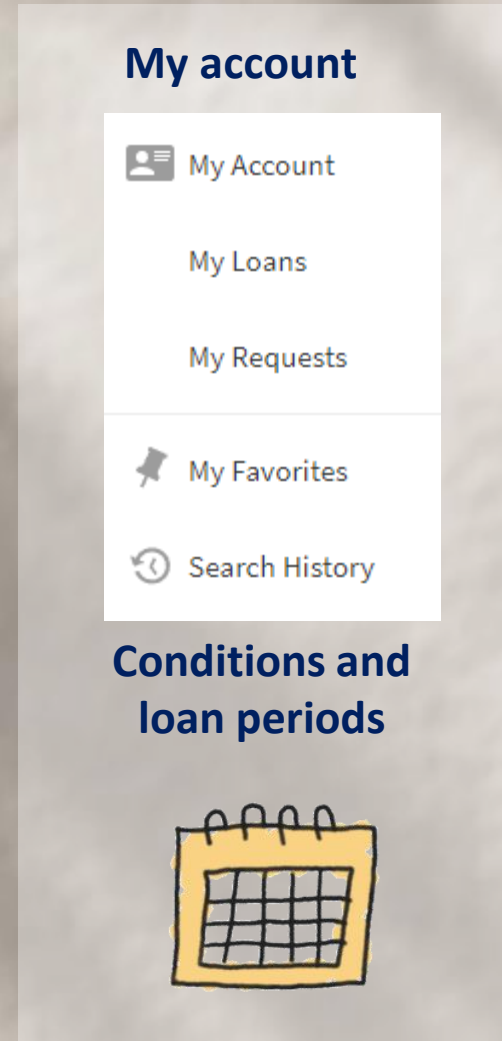 My account
My Account
My Loans
My Requests
My Favorites
Search History
Conditions and
loan periods